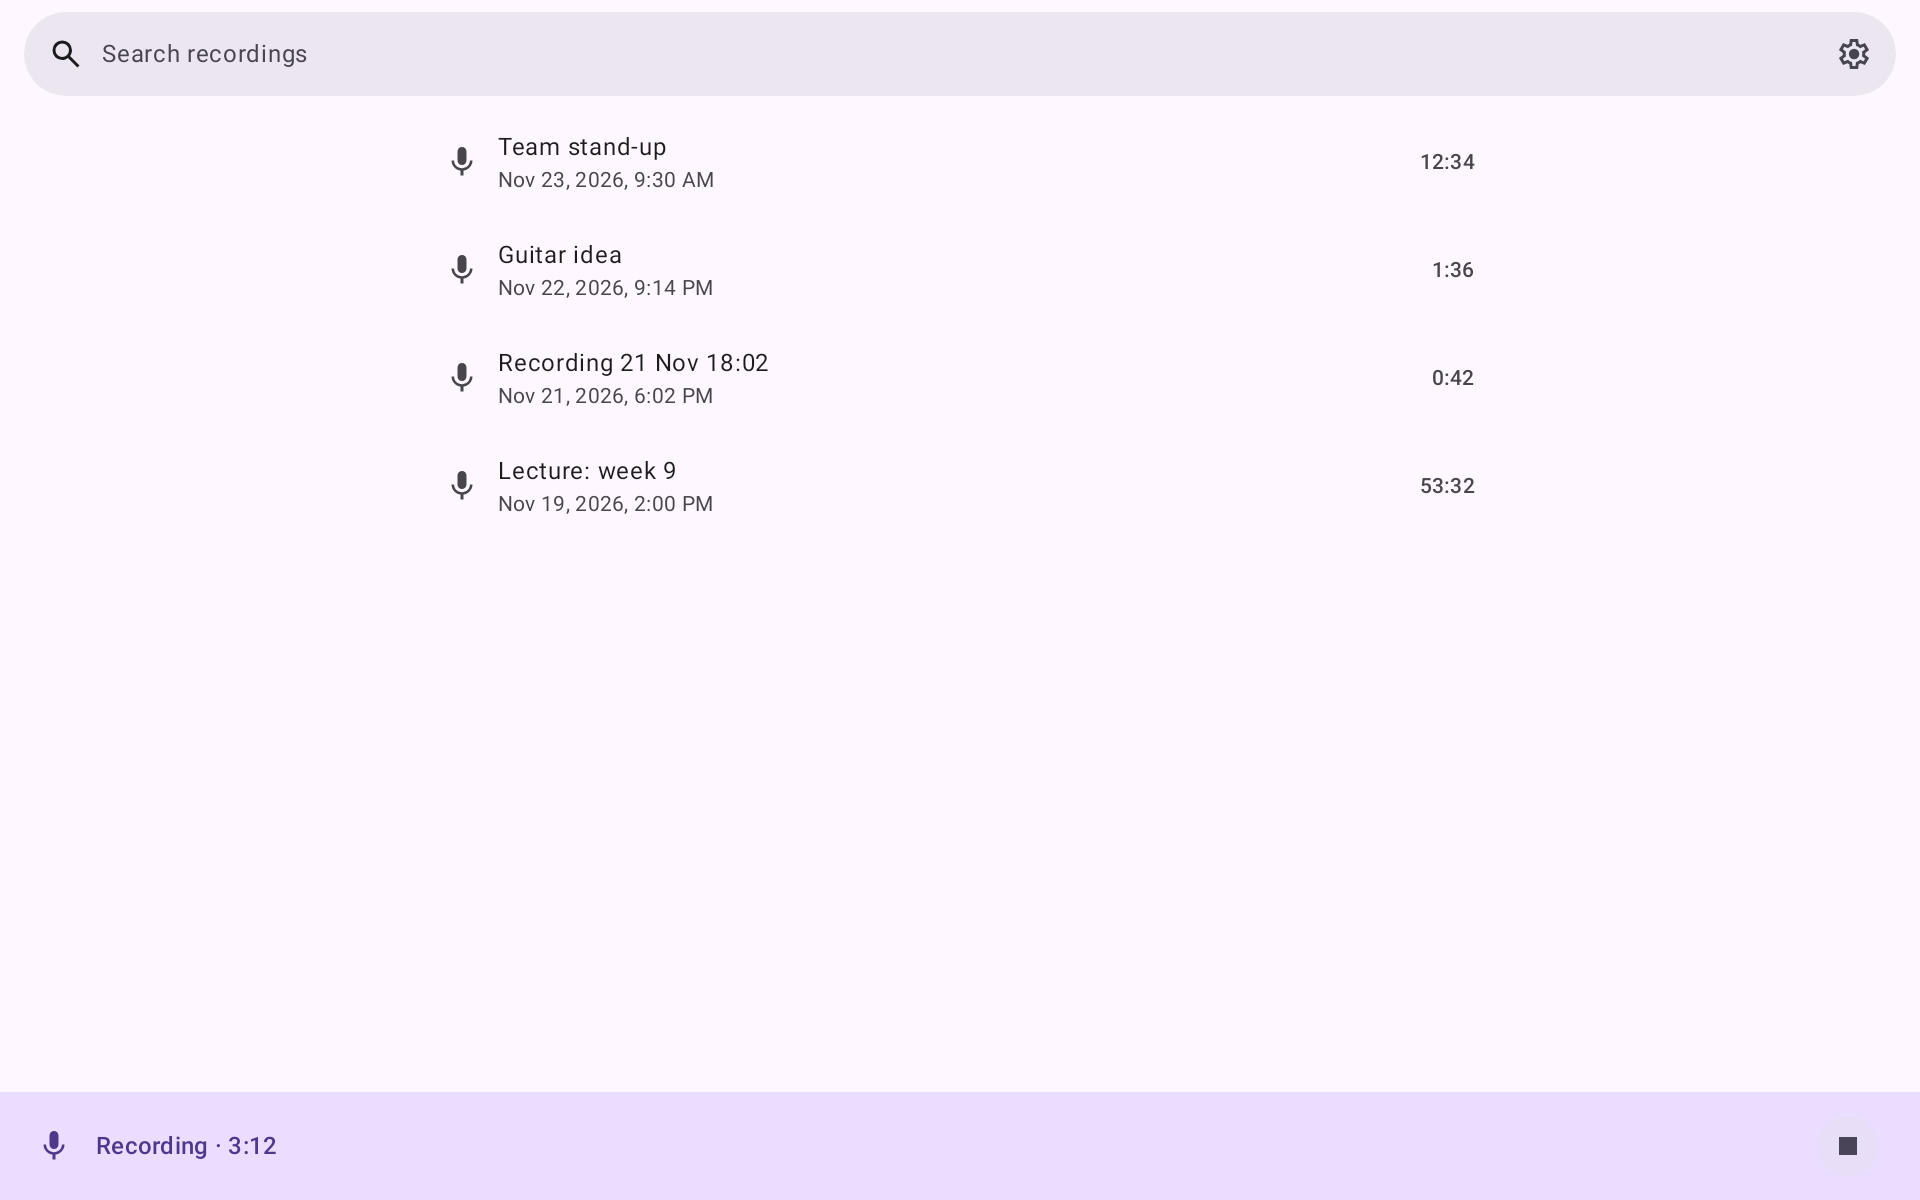 Search recordings
Team stand-up
Nov 23, 2026, 9:30 AM
12:34
Guitar idea
Nov 22, 2026, 9:14 PM
1:36
Recording 21 Nov 18:02
Nov 21, 2026, 6:02 PM
0:42
Lecture: week 9
Nov 19, 2026, 2:00 PM
53:32
Recording · 3:12